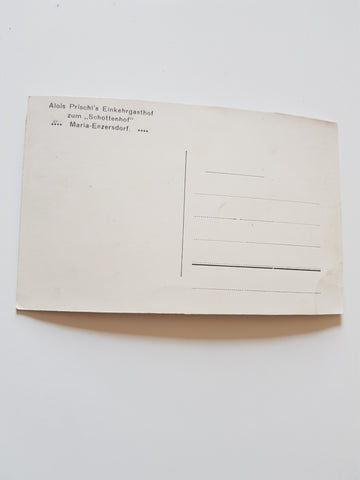 Alois Prischl's Einkehrgasthof
zum „Schottenhof"
Maria-Enzersdorf.